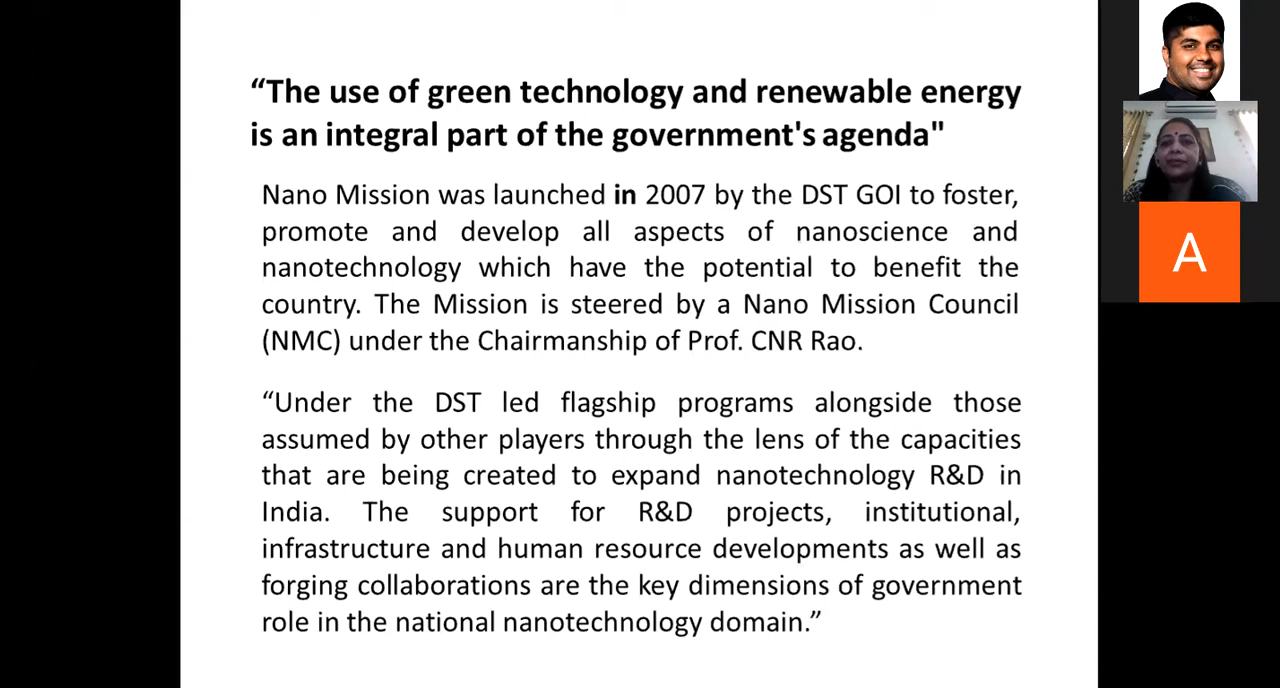 “The use of green technology and renewable energy
is an integral part of the government's agenda"
Nano Mission was launched in 2007 by the DST GOI to foster,
promote and develop all aspects of nanoscience and
nanotechnology which have the potential to benefit the
country. The Mission is steered by a Nano Mission Council
(NMC) under the Chairmanship of Prof. CNR Rao.
“Under the DST led flagship programs alongside those
assumed by other players through the lens of the capacities
that are being created to expand nanotechnology R&D in
India. The support for R&D projects, institutional,
infrastructure and human resource developments as well as
forging collaborations are the key dimensions of government
role in the national nanotechnology domain.”
A